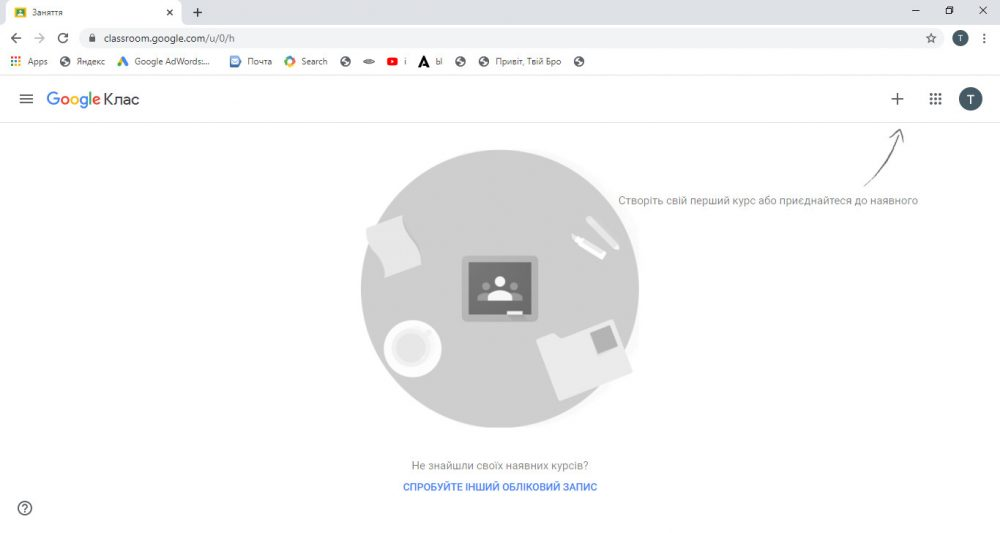 Заняття
classroom.google.com/u/0/h
T
Apps Яндекс Google AdWords:... Почта Search i Ы Привіт, Твій Бро
Google Клас
T
Створіть свій перший курс або приєднайтеся до наявного
Не знайшли своїх наявних курсів?
СПРОБУЙТЕ ІНШИЙ ОБЛІКОВИЙ ЗАПИС